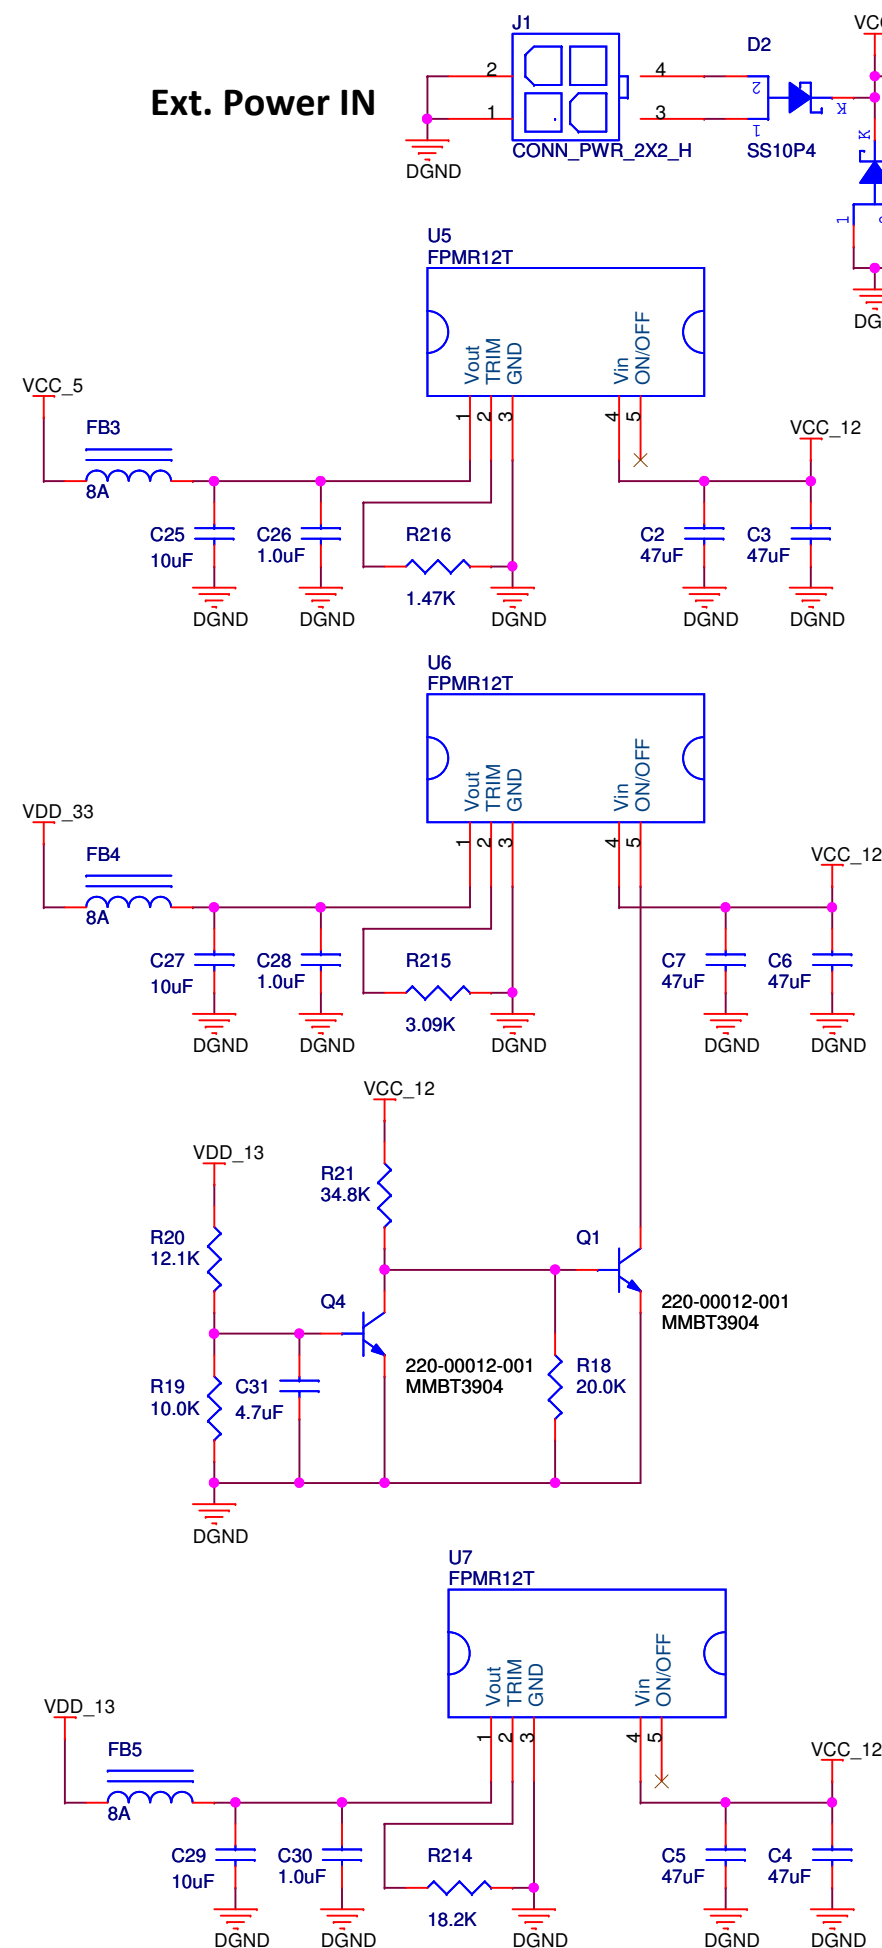 J1
VCC
D2
Ext. Power IN
2
4
2
K
1
3
1
K
CONN_PWR_2X2_H
SS10P4
DGND
1
U5
FPMR12T
DG
Vout
TRIM
GND
Vin
ON/OFF
VCC_5
1
2
3
4
5
FB3
VCC_12
8A
C25
10uF
C26
1.0uF
R216
1.47K
C2
47uF
C3
47uF
DGND
DGND
DGND
DGND
DGND
U6
FPMR12T
Vout
TRIM
GND
Vin
ON/OFF
VDD_33
1
2
3
4
5
FB4
VCC_12
8A
C27
10uF
C28
1.0uF
R215
3.09K
C7
47uF
C6
47uF
DGND
DGND
DGND
DGND
DGND
VCC_12
VDD_13
R21
34.8K
R20
12.1K
Q1
Q4
220-00012-001
MMBT3904
R19
10.0K
C31
4.7uF
220-00012-001
MMBT3904
R18
20.0K
DGND
U7
FPMR12T
Vout
TRIM
GND
Vin
ON/OFF
VDD_13
1
2
3
4
5
FB5
VCC_12
8A
C29
10uF
C30
1.0uF
R214
18.2K
C5
47uF
C4
47uF
DGND
DGND
DGND
DGND
DGND